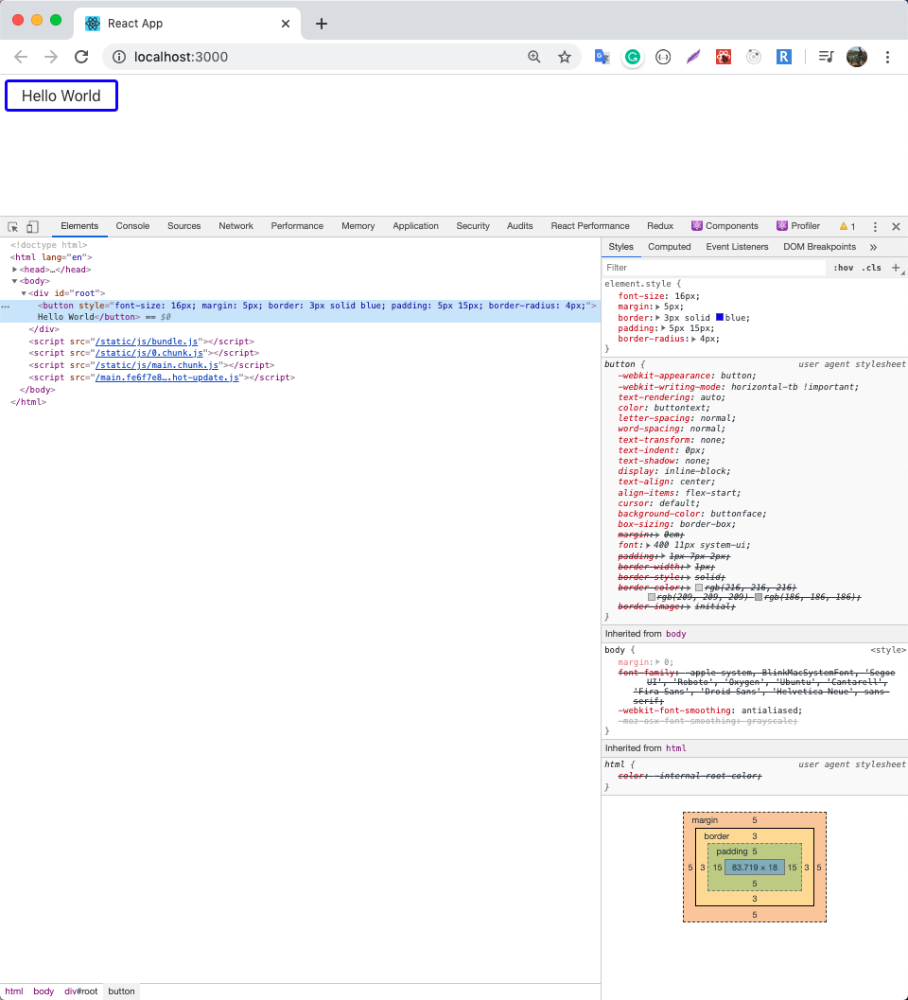 React App
localhost:3000
Hello World
Elements Console Sources Network Performance Memory Application Security Audits React Performance Redux Components Profiler 1
<!doctype html>
<html lang="en">
<head>…</head>
<body>
<div id="root">
<button style="font-size: 16px; margin: 5px; border: 3px solid blue; padding: 5px 15px; border-radius: 4px;">
Hello World</button> == $0
</div>
<script src="/static/js/bundle.js"></script>
<script src="/static/js/0.chunk.js"></script>
<script src="/static/js/main.chunk.js"></script>
<script src="/main.fe6f7e8….hot-update.js"></script>
</body>
</html>
html body div#root button
Styles Computed Event Listeners DOM Breakpoints »
Filter :hov .cls +
element.style {
font-size: 16px;
margin: 5px;
border: 3px solid blue;
padding: 5px 15px;
border-radius: 4px;
}
button { user agent stylesheet
-webkit-appearance: button;
-webkit-writing-mode: horizontal-tb !important;
text-rendering: auto;
color: buttontext;
letter-spacing: normal;
word-spacing: normal;
text-transform: none;
text-indent: 0px;
text-shadow: none;
display: inline-block;
text-align: center;
align-items: flex-start;
cursor: default;
background-color: buttonface;
box-sizing: border-box;
margin: 0em;
font: 400 11px system-ui;
padding: 1px 7px 2px;
border-width: 1px;
border-style: solid;
border-color: rgb(216, 216, 216)
rgb(209, 209, 209) rgb(186, 186, 186);
border-image: initial;
}
Inherited from body
body { <style>
margin: 0;
font-family: -apple-system, BlinkMacSystemFont, 'Segoe
UI', 'Roboto', 'Oxygen', 'Ubuntu', 'Cantarell',
'Fira Sans', 'Droid Sans', 'Helvetica Neue', sans-
serif;
-webkit-font-smoothing: antialiased;
-moz-osx-font-smoothing: grayscale;
}
Inherited from html
html { user agent stylesheet
color: -internal-root-color;
}
margin 5
border 3
padding 5
5 3 15 83.719 × 18 15 3 5
5
3
5